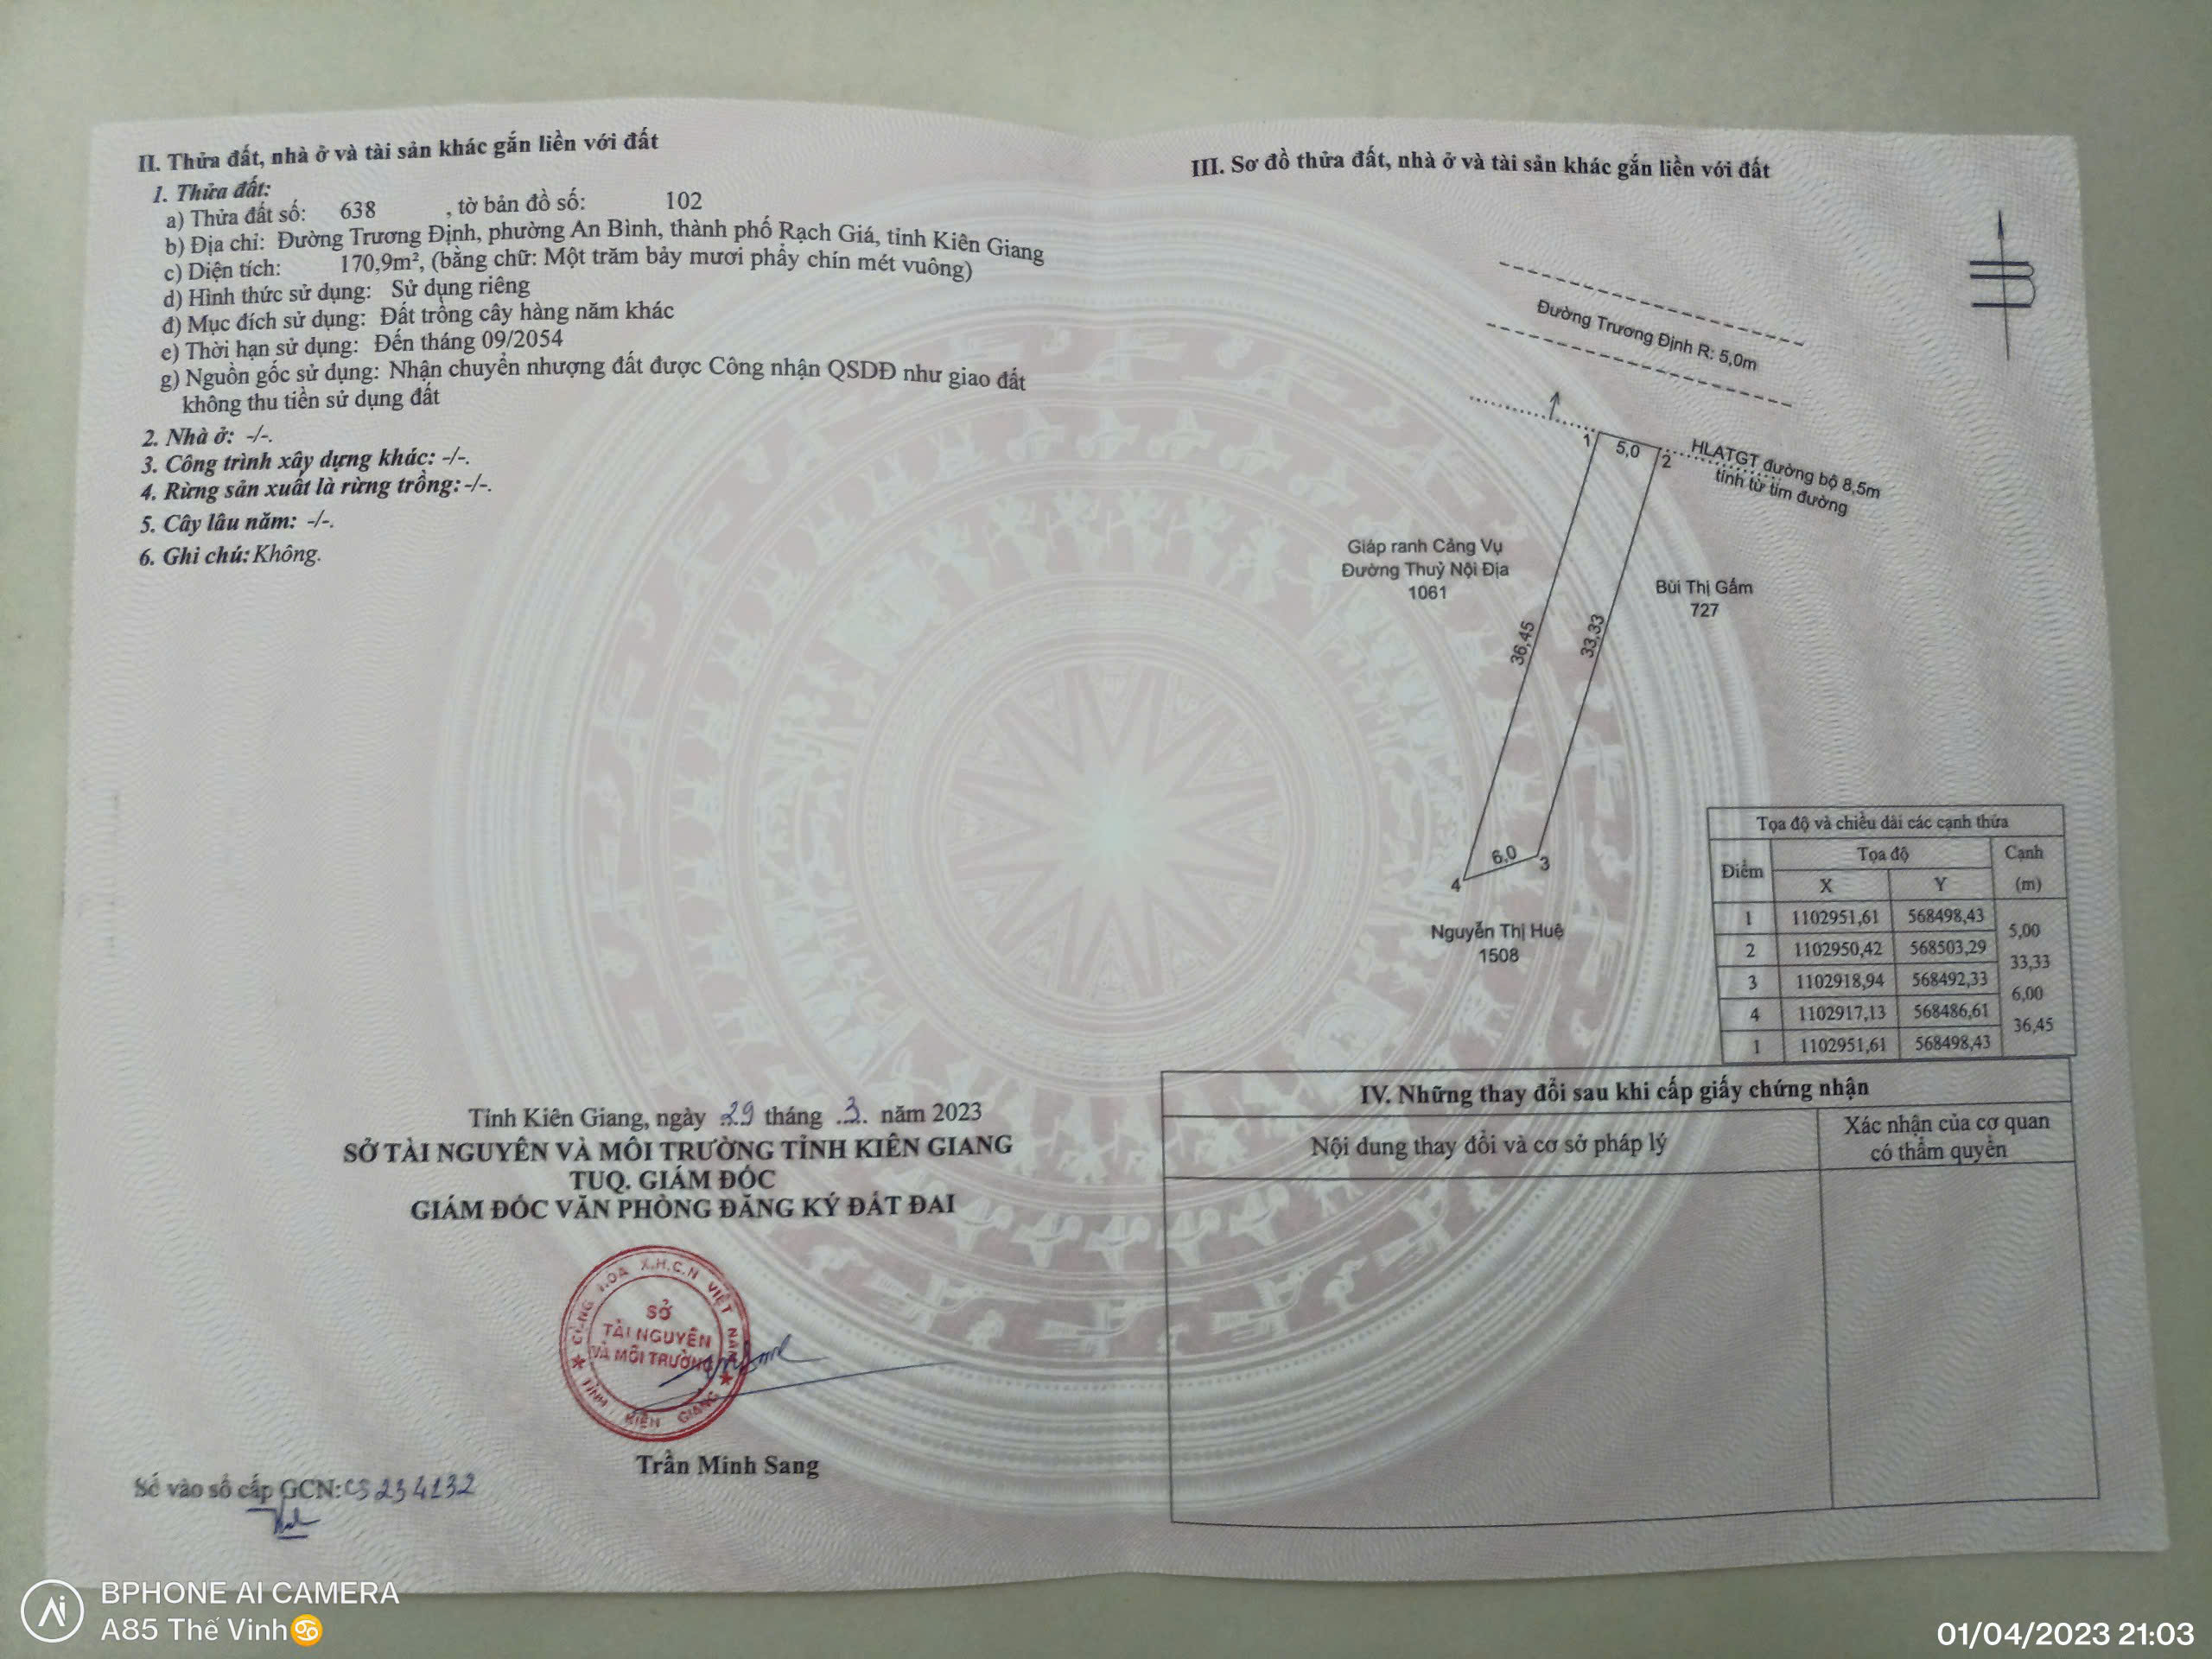 II. Thửa đất, nhà ở và tài sản khác gắn liền với đất
1. Thửa đất:
a) Thửa đất số: 638 , tờ bản đồ số: 102
b) Địa chỉ: Đường Trương Định, phường An Bình, thành phố Rạch Giá, tỉnh Kiên Giang
c) Diện tích: 170,9m², (bằng chữ: Một trăm bảy mươi phẩy chín mét vuông)
d) Hình thức sử dụng: Sử dụng riêng
đ) Mục đích sử dụng: Đất trồng cây hàng năm khác
e) Thời hạn sử dụng: Đến tháng 09/2054
g) Nguồn gốc sử dụng: Nhận chuyển nhượng đất được Công nhận QSDĐ như giao đất
không thu tiền sử dụng đất
2. Nhà ở: -/-.
3. Công trình xây dựng khác: -/-.
4. Rừng sản xuất là rừng trồng: -/-.
5. Cây lâu năm: -/-.
6. Ghi chú: Không.
Tỉnh Kiên Giang, ngày 29 tháng 3 năm 2023
SỞ TÀI NGUYÊN VÀ MÔI TRƯỜNG TỈNH KIÊN GIANG
TUQ. GIÁM ĐỐC
GIÁM ĐỐC VĂN PHÒNG ĐĂNG KÝ ĐẤT ĐAI
CỘNG HÒA X.H.C.N VIỆT NAM
SỞ
TÀI NGUYÊN
VÀ MÔI TRƯỜNG
TỈNH KIÊN GIANG
Trần Minh Sang
Số vào sổ cấp GCN: CS234132
III. Sơ đồ thửa đất, nhà ở và tài sản khác gắn liền với đất
Đường Trương Định R: 5,0m
1 5,0 2
HLATGT đường bộ 8,5m
tính từ tim đường
Giáp ranh Cảng Vụ
Đường Thuỷ Nội Địa
1061
Bùi Thị Gấm
727
36,45
33,33
6,0
3
4
Nguyễn Thị Huệ
1508
Tọa độ và chiều dài các cạnh thửa
Điểm Tọa độ Cạnh
X Y (m)
1 1102951,61 568498,43
5,00
2 1102950,42 568503,29
33,33
3 1102918,94 568492,33
6,00
4 1102917,13 568486,61
36,45
1 1102951,61 568498,43
IV. Những thay đổi sau khi cấp giấy chứng nhận
Nội dung thay đổi và cơ sở pháp lý
Xác nhận của cơ quan
có thẩm quyền
Ai
BPHONE AI CAMERA
A85 Thế Vinh♋
01/04/2023 21:03